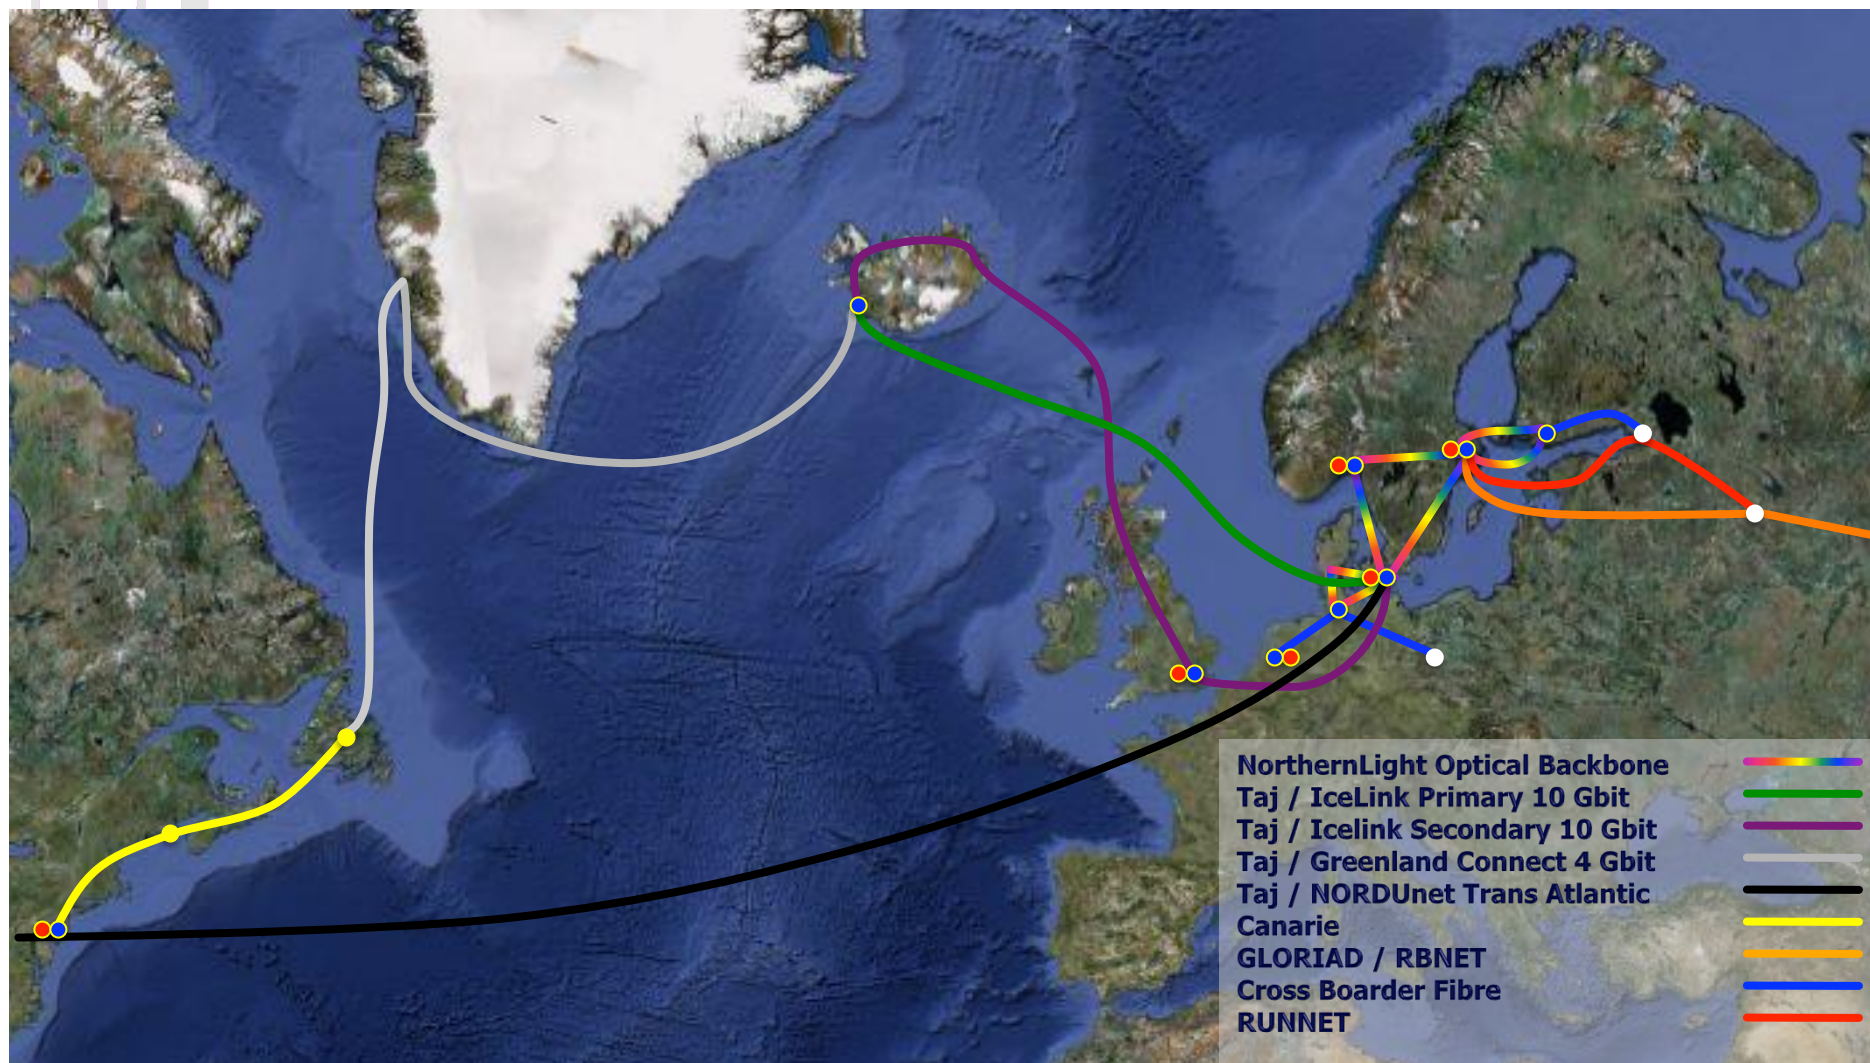 NorthernLight Optical Backbone
Taj / IceLink Primary 10 Gbit
Taj / Icelink Secondary 10 Gbit
Taj / Greenland Connect 4 Gbit
Taj / NORDUnet Trans Atlantic
Canarie
GLORIAD / RBNET
Cross Boarder Fibre
RUNNET